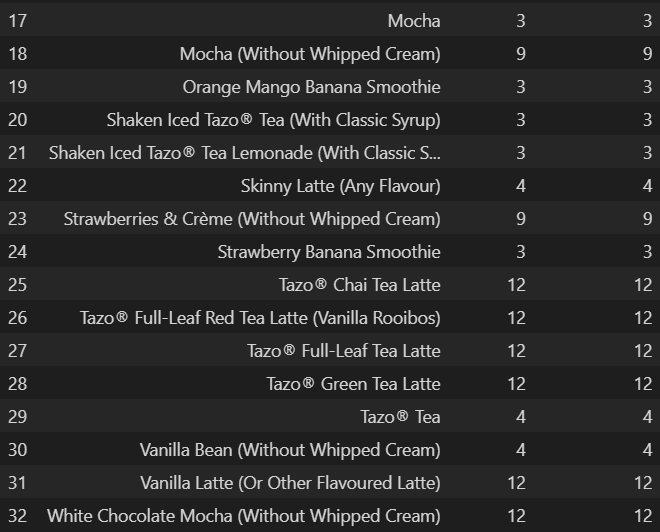 17 Mocha 3 3
18 Mocha (Without Whipped Cream) 9 9
19 Orange Mango Banana Smoothie 3 3
20 Shaken Iced Tazo® Tea (With Classic Syrup) 3 3
21 Shaken Iced Tazo® Tea Lemonade (With Classic S... 3 3
22 Skinny Latte (Any Flavour) 4 4
23 Strawberries & Crème (Without Whipped Cream) 9 9
24 Strawberry Banana Smoothie 3 3
25 Tazo® Chai Tea Latte 12 12
26 Tazo® Full-Leaf Red Tea Latte (Vanilla Rooibos) 12 12
27 Tazo® Full-Leaf Tea Latte 12 12
28 Tazo® Green Tea Latte 12 12
29 Tazo® Tea 4 4
30 Vanilla Bean (Without Whipped Cream) 4 4
31 Vanilla Latte (Or Other Flavoured Latte) 12 12
32 White Chocolate Mocha (Without Whipped Cream) 12 12